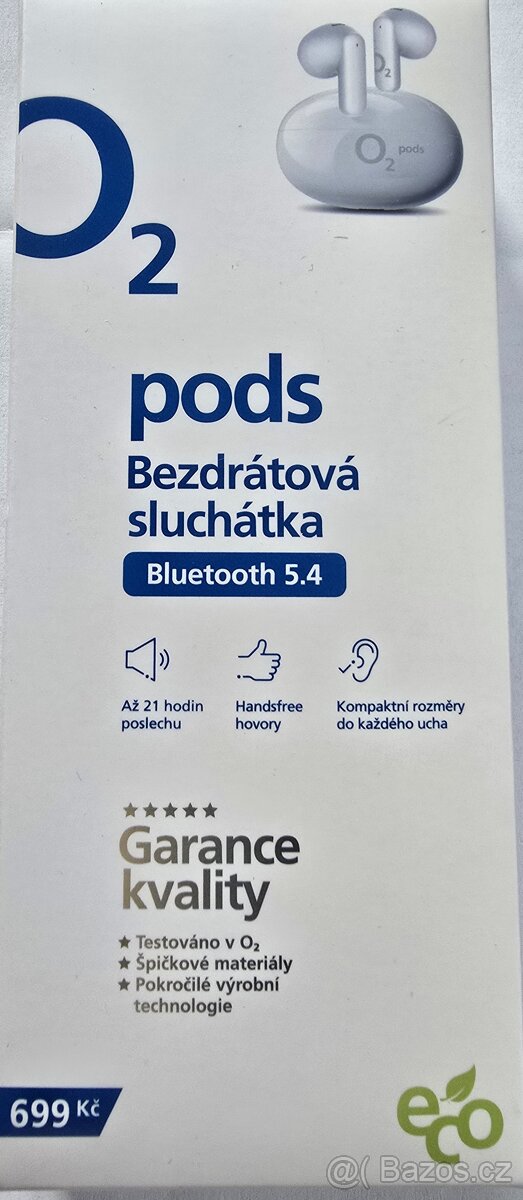 O2
pods
O2
O2
pods
Bezdrátová
sluchátka
Bluetooth 5.4
Až 21 hodin
poslechu
Handsfree
hovory
Kompaktní rozměry
do každého ucha
Garance
kvality
★ Testováno v O₂
★ Špičkové materiály
★ Pokročilé výrobní
technologie
699 Kč
eco
@( Bazos.cz